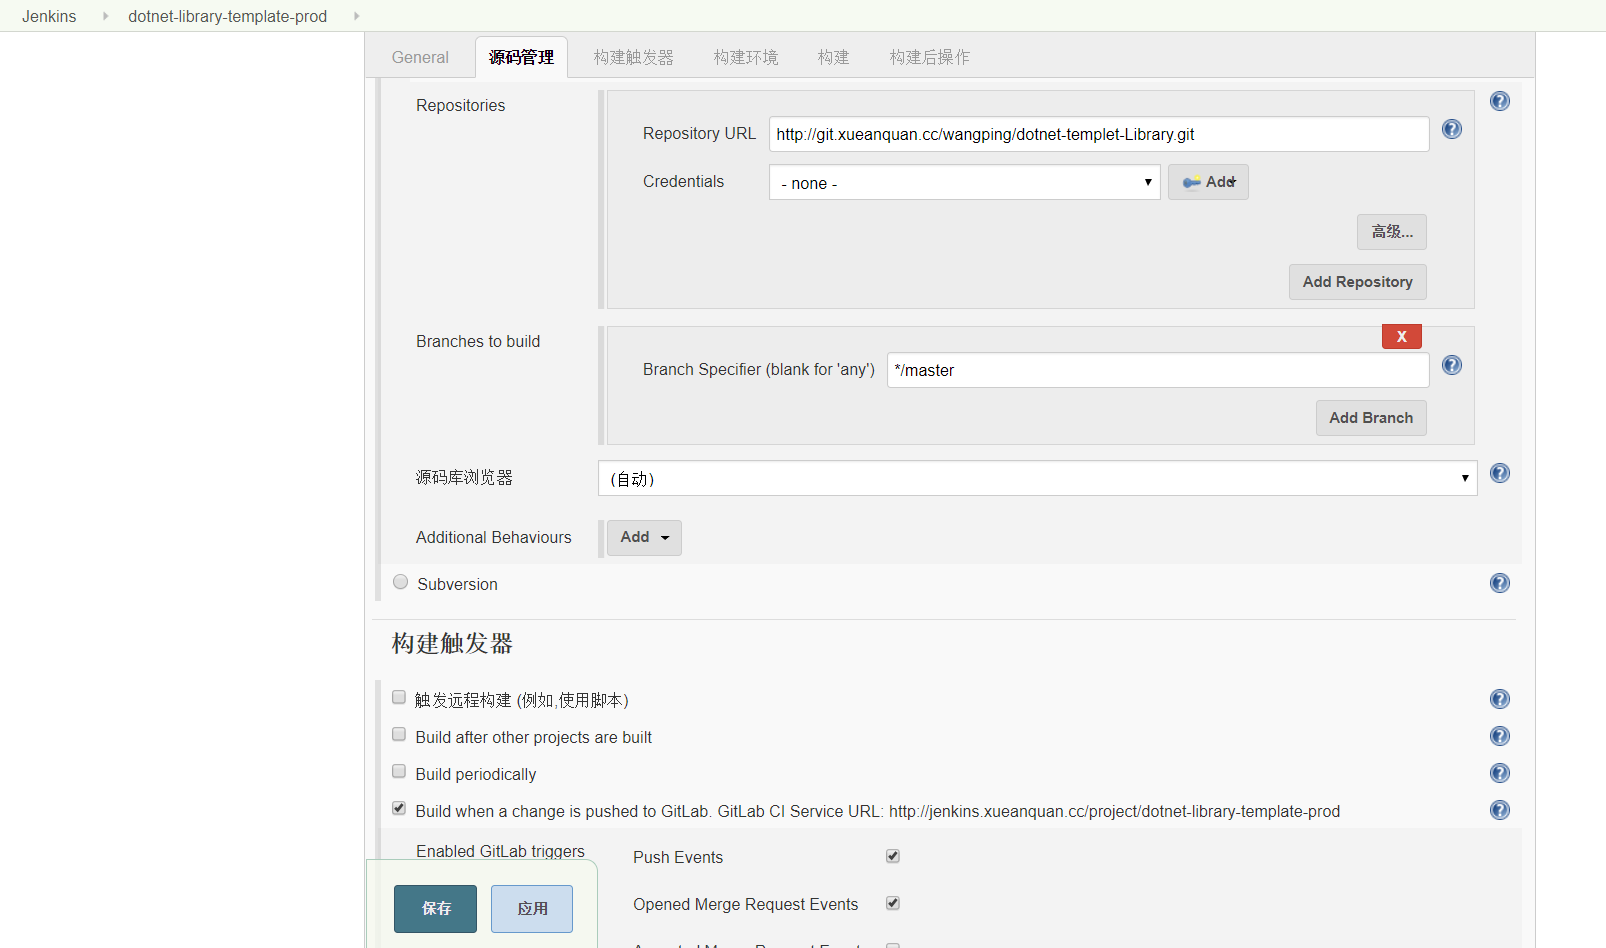 Jenkins dotnet-library-template-prod
General 源码管理 构建触发器 构建环境 构建 构建后操作
Repositories
Repository URL http://git.xueanquan.cc/wangping/dotnet-templet-Library.git
Credentials - none - Add
高级...
Add Repository
Branches to build
X
Branch Specifier (blank for 'any') */master
Add Branch
源码库浏览器 (自动)
Additional Behaviours Add
Subversion
构建触发器
触发远程构建 (例如,使用脚本)
Build after other projects are built
Build periodically
Build when a change is pushed to GitLab. GitLab CI Service URL: http://jenkins.xueanquan.cc/project/dotnet-library-template-prod
Enabled GitLab triggers Push Events
Opened Merge Request Events
保存 应用